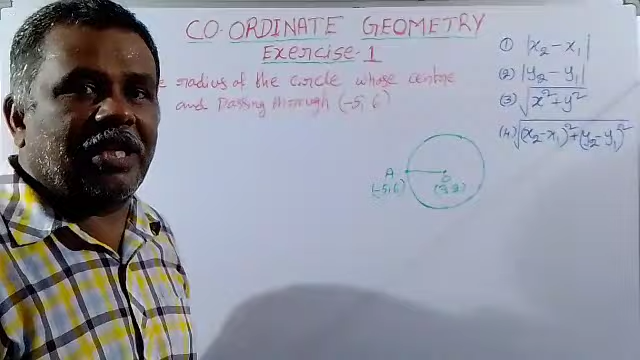 CO-ORDINATE GEOMETRY
Exercise-1
radius of the circle whose centre
and Passing through (-5, 6)
A
(-5,6)
① |x₂ - x₁|
(2) |y₂ - y₁|
(3) √x²+y²
(4) √(x₂-x₁)²+(y₂-y₁)²